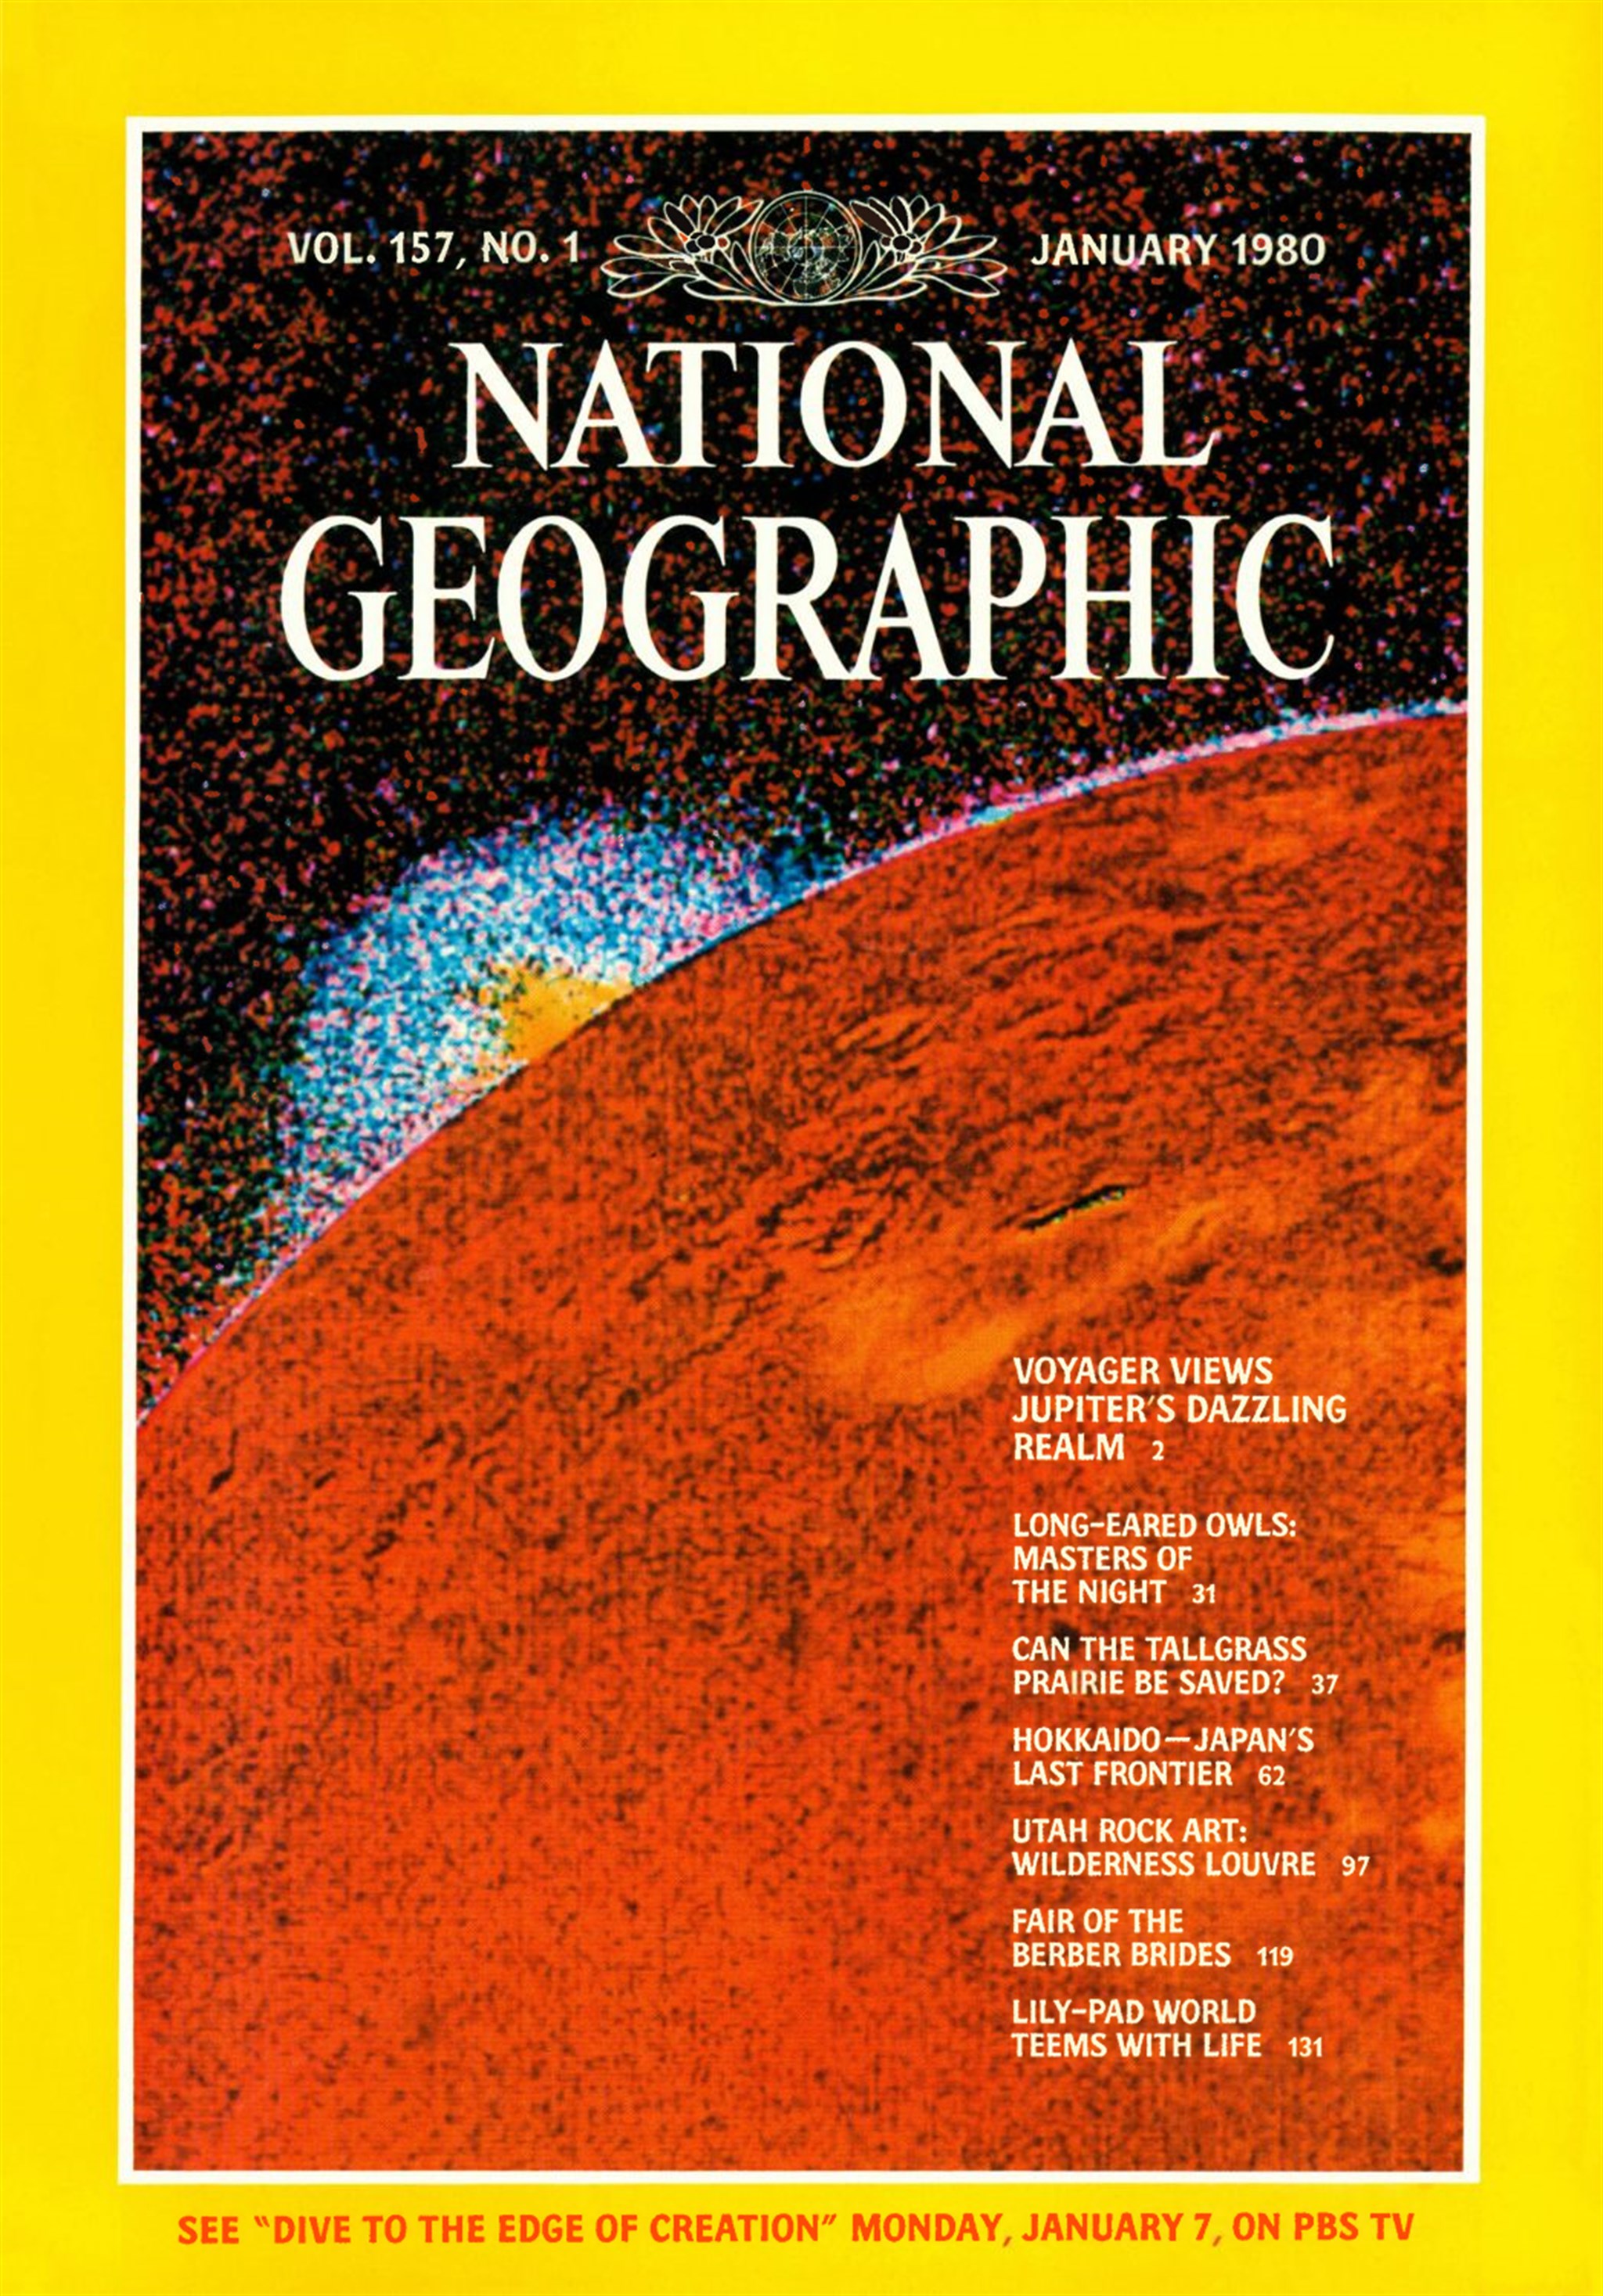 VOL. 157, NO. 1
JANUARY 1980
NATIONAL
GEOGRAPHIC
VOYAGER VIEWS
JUPITER'S DAZZLING
REALM 2
LONG-EARED OWLS:
MASTERS OF
THE NIGHT 31
CAN THE TALLGRASS
PRAIRIE BE SAVED? 37
HOKKAIDO—JAPAN'S
LAST FRONTIER 62
UTAH ROCK ART:
WILDERNESS LOUVRE 97
FAIR OF THE
BERBER BRIDES 119
LILY-PAD WORLD
TEEMS WITH LIFE 131
SEE "DIVE TO THE EDGE OF CREATION" MONDAY, JANUARY 7, ON PBS TV